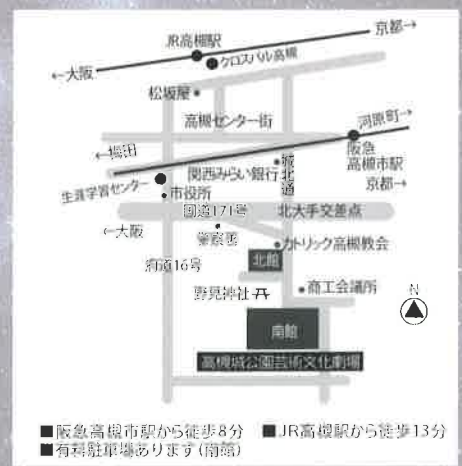 JR高槻駅
京都→
クロスパル高槻
←大阪
松坂屋
高槻センター街
河原町→
←梅田
阪急
高槻市駅
城北通
関西みらい銀行
生涯学習センター
市役所
京都→
国道171号
北大手交差点
←大阪
警察署
カトリック高槻教会
北館
府道16号
野見神社
商工会議所
N
南館
高槻城公園芸術文化劇場
■阪急高槻市駅から徒歩8分 ■JR高槻駅から徒歩13分
■有料駐車場あります(南館)